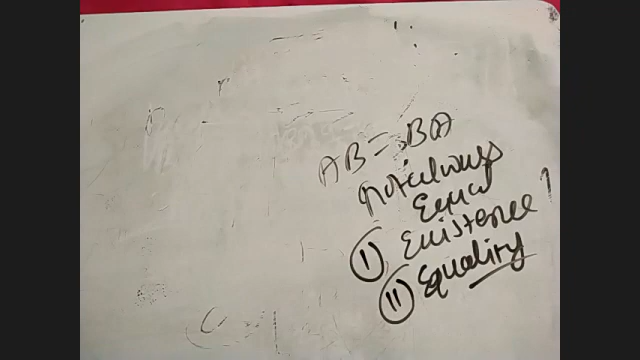 AB = BA
not always
Equal
(I) Existence
(II) Equality